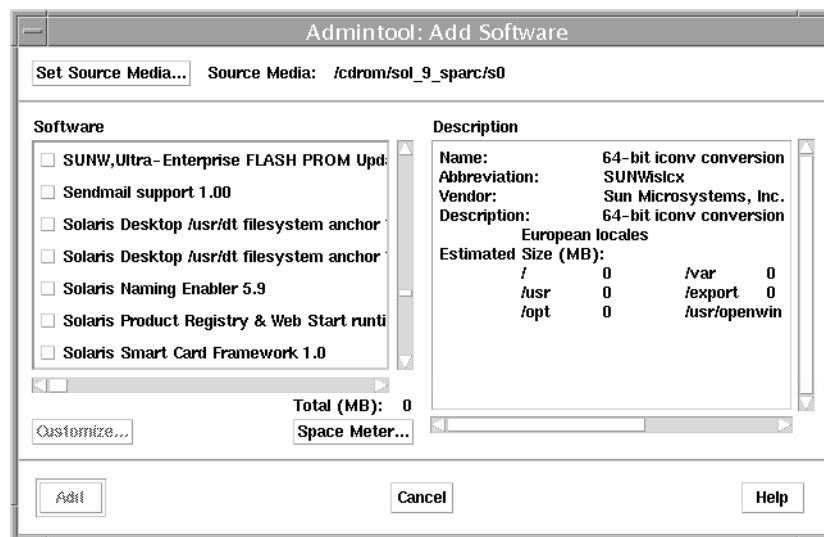 Admintool: Add Software
Set Source Media... Source Media: /cdrom/sol_9_sparc/s0
Software
SUNW,Ultra-Enterprise FLASH PROM Upd
Sendmail support 1.00
Solaris Desktop /usr/dt filesystem anchor
Solaris Desktop /usr/dt filesystem anchor
Solaris Naming Enabler 5.9
Solaris Product Registry & Web Start runti
Solaris Smart Card Framework 1.0
Total (MB): 0
Customize... Space Meter...
Description
Name: 64-bit iconv conversion
Abbreviation: SUNWislcx
Vendor: Sun Microsystems, Inc.
Description: 64-bit iconv conversion
European locales
Estimated Size (MB):
/ 0 /var 0
/usr 0 /export 0
/opt 0 /usr/openwin
Add Cancel Help